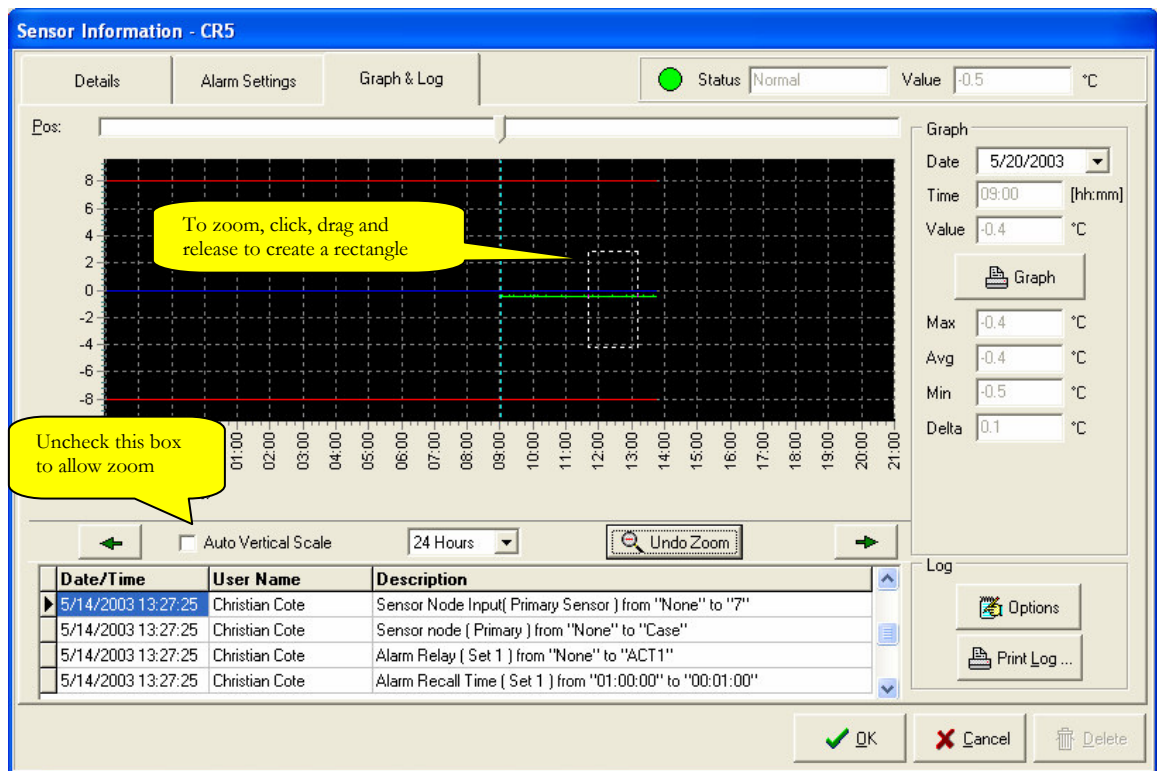 Sensor Information - CR5
Details
Alarm Settings
Graph & Log
Status Normal
Value -0.5 °C
Pos:
8
6
4
2
0
-2
-4
-6
-8
To zoom, click, drag and
release to create a rectangle
Uncheck this box
to allow zoom
01:00
02:00
03:00
04:00
05:00
06:00
07:00
08:00
09:00
10:00
11:00
12:00
13:00
14:00
15:00
16:00
17:00
18:00
19:00
20:00
21:00
Graph
Date 5/20/2003
Time 09:00 [hh:mm]
Value -0.4 °C
Graph
Max -0.4 °C
Avg -0.4 °C
Min -0.5 °C
Delta 0.1 °C
Auto Vertical Scale
24 Hours
Undo Zoom
Date/Time User Name Description
5/14/2003 13:27:25 Christian Cote Sensor Node Input( Primary Sensor ) from "None" to "7"
5/14/2003 13:27:25 Christian Cote Sensor node ( Primary ) from "None" to "Case"
5/14/2003 13:27:25 Christian Cote Alarm Relay ( Set 1 ) from "None" to "ACT1"
5/14/2003 13:27:25 Christian Cote Alarm Recall Time ( Set 1 ) from "01:00:00" to "00:01:00"
Log
Options
Print Log ...
OK
Cancel
Delete